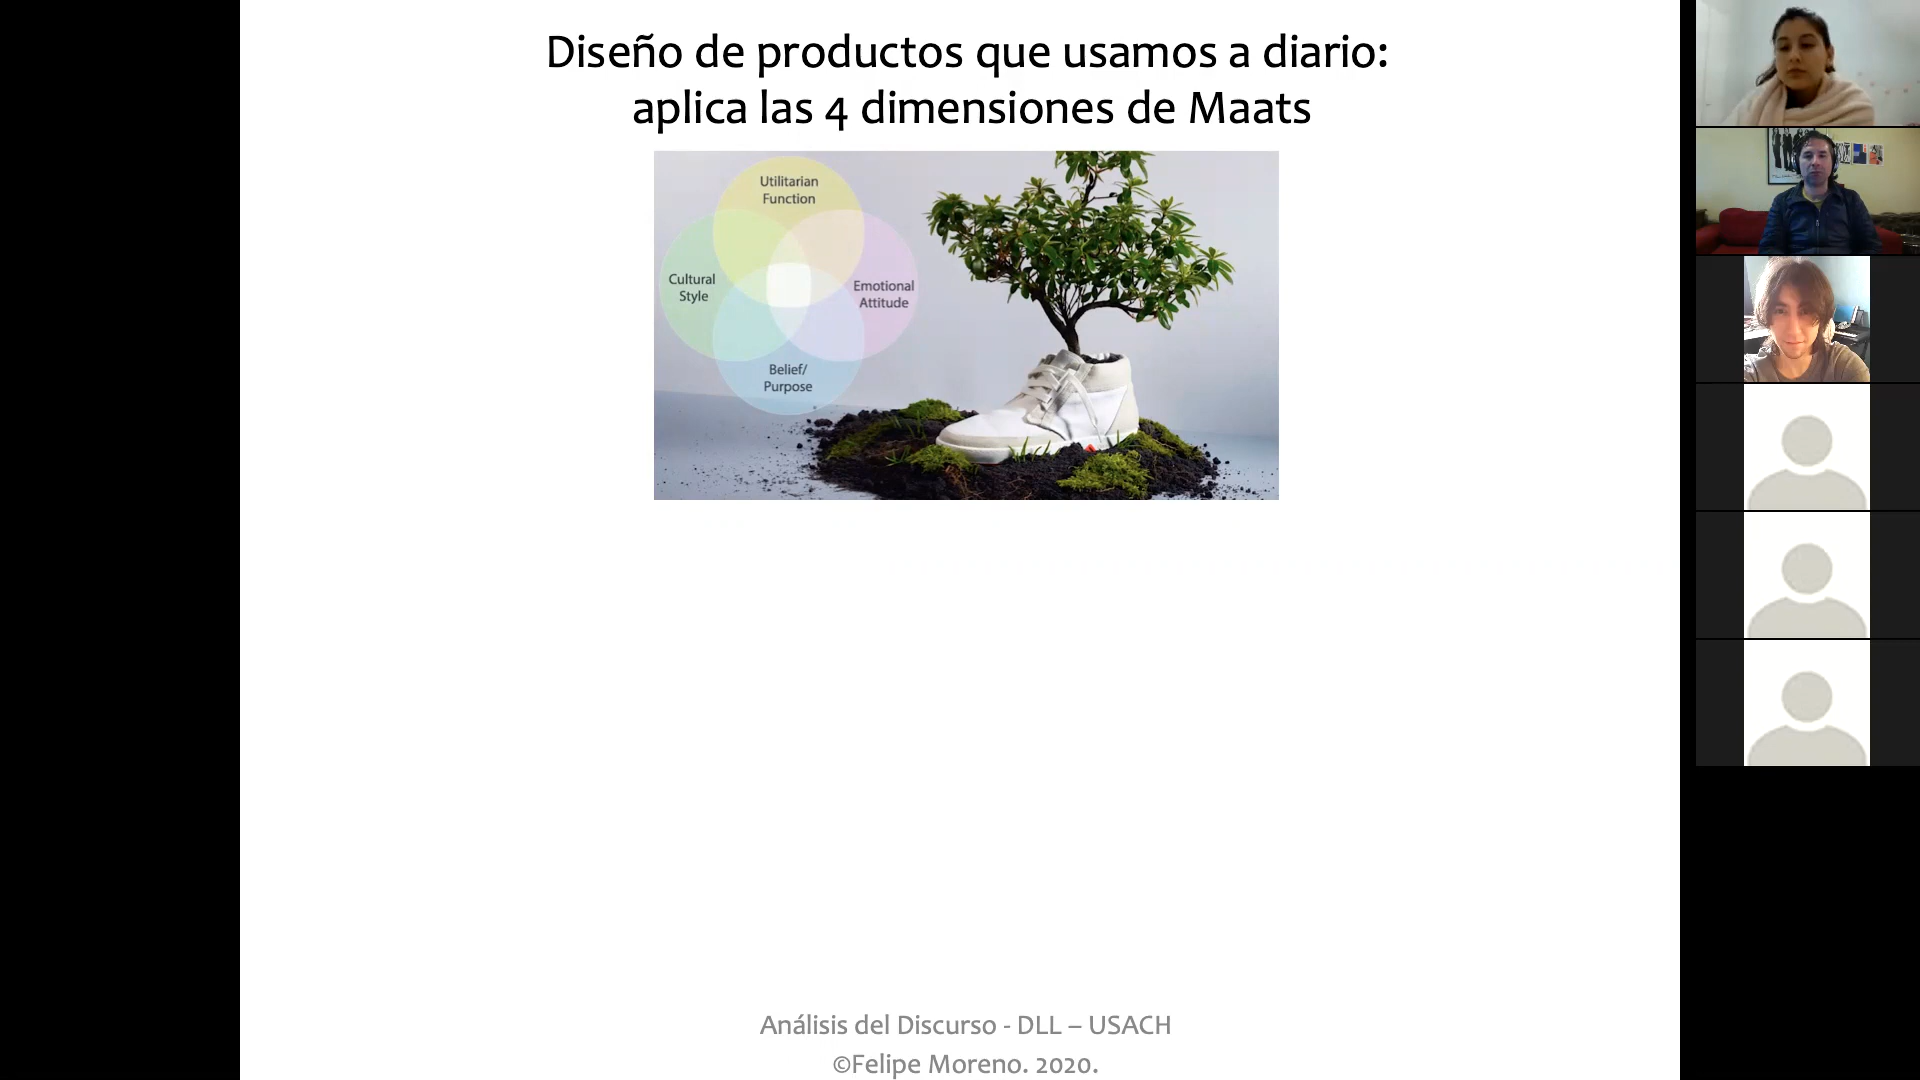 Diseño de productos que usamos a diario:
aplica las 4 dimensiones de Maats
Utilitarian
Function
Cultural
Style
Emotional
Attitude
Belief/
Purpose
Análisis del Discurso - DLL – USACH
©Felipe Moreno. 2020.